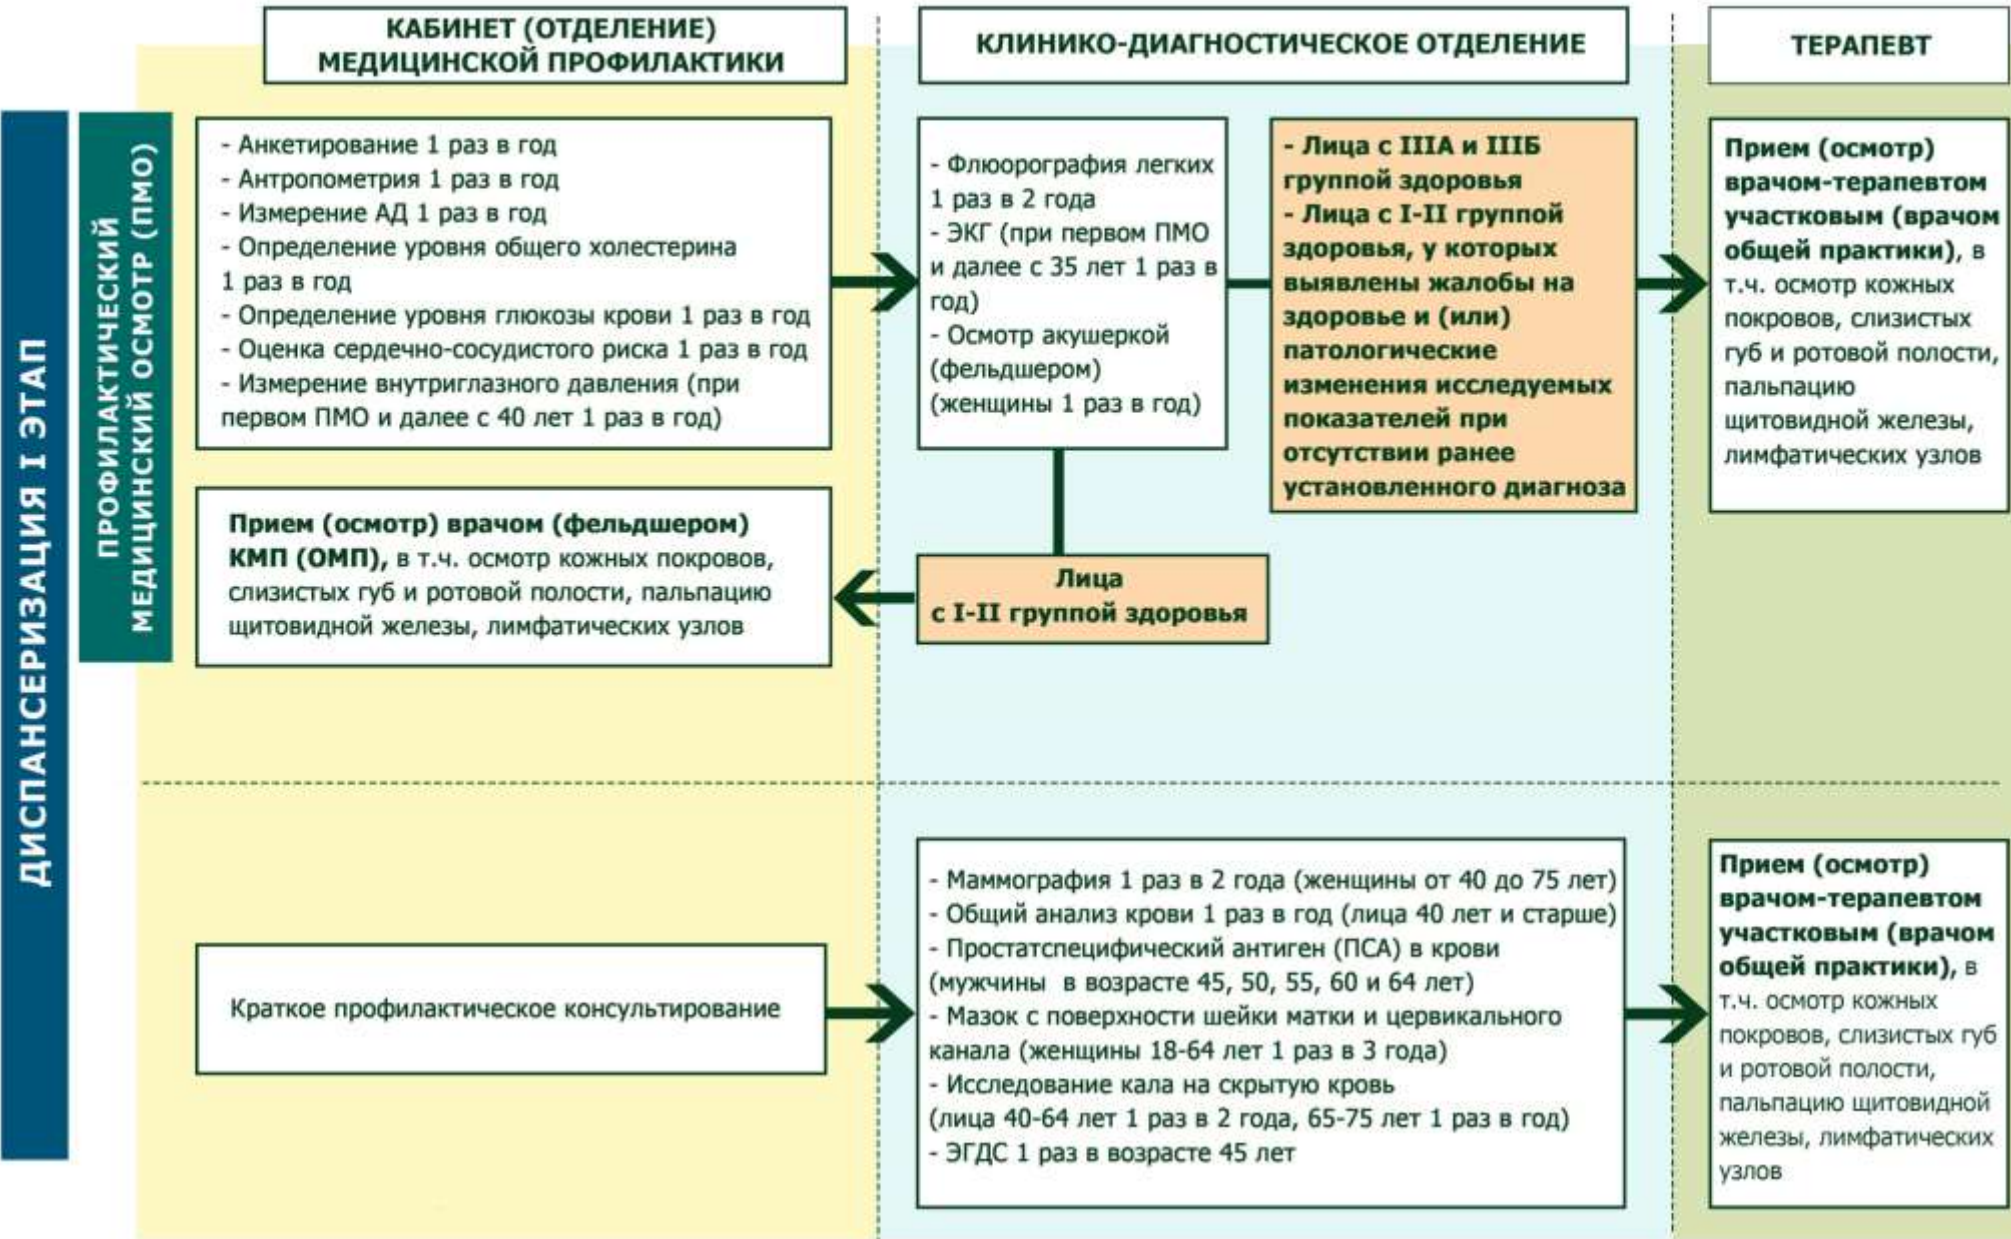 КАБИНЕТ (ОТДЕЛЕНИЕ)
МЕДИЦИНСКОЙ ПРОФИЛАКТИКИ
КЛИНИКО-ДИАГНОСТИЧЕСКОЕ ОТДЕЛЕНИЕ
ТЕРАПЕВТ
ДИСПАНСЕРИЗАЦИЯ I ЭТАП
ПРОФИЛАКТИЧЕСКИЙ
МЕДИЦИНСКИЙ ОСМОТР (ПМО)
- Анкетирование 1 раз в год
- Антропометрия 1 раз в год
- Измерение АД 1 раз в год
- Определение уровня общего холестерина
1 раз в год
- Определение уровня глюкозы крови 1 раз в год
- Оценка сердечно-сосудистого риска 1 раз в год
- Измерение внутриглазного давления (при
первом ПМО и далее с 40 лет 1 раз в год)
- Флюорография легких
1 раз в 2 года
- ЭКГ (при первом ПМО
и далее с 35 лет 1 раз в
год)
- Осмотр акушеркой
(фельдшером)
(женщины 1 раз в год)
- Лица с IIIА и IIIБ
группой здоровья
- Лица с I-II группой
здоровья, у которых
выявлены жалобы на
здоровье и (или)
патологические
изменения исследуемых
показателей при
отсутствии ранее
установленного диагноза
Прием (осмотр)
врачом-терапевтом
участковым (врачом
общей практики), в
т.ч. осмотр кожных
покровов, слизистых
губ и ротовой полости,
пальпацию
щитовидной железы,
лимфатических узлов
Прием (осмотр) врачом (фельдшером)
КМП (ОМП), в т.ч. осмотр кожных покровов,
слизистых губ и ротовой полости, пальпацию
щитовидной железы, лимфатических узлов
Лица
с I-II группой здоровья
Краткое профилактическое консультирование
- Маммография 1 раз в 2 года (женщины от 40 до 75 лет)
- Общий анализ крови 1 раз в год (лица 40 лет и старше)
- Простатспецифический антиген (ПСА) в крови
(мужчины в возрасте 45, 50, 55, 60 и 64 лет)
- Мазок с поверхности шейки матки и цервикального
канала (женщины 18-64 лет 1 раз в 3 года)
- Исследование кала на скрытую кровь
(лица 40-64 лет 1 раз в 2 года, 65-75 лет 1 раз в год)
- ЭГДС 1 раз в возрасте 45 лет
Прием (осмотр)
врачом-терапевтом
участковым (врачом
общей практики), в
т.ч. осмотр кожных
покровов, слизистых губ
и ротовой полости,
пальпацию щитовидной
железы, лимфатических
узлов